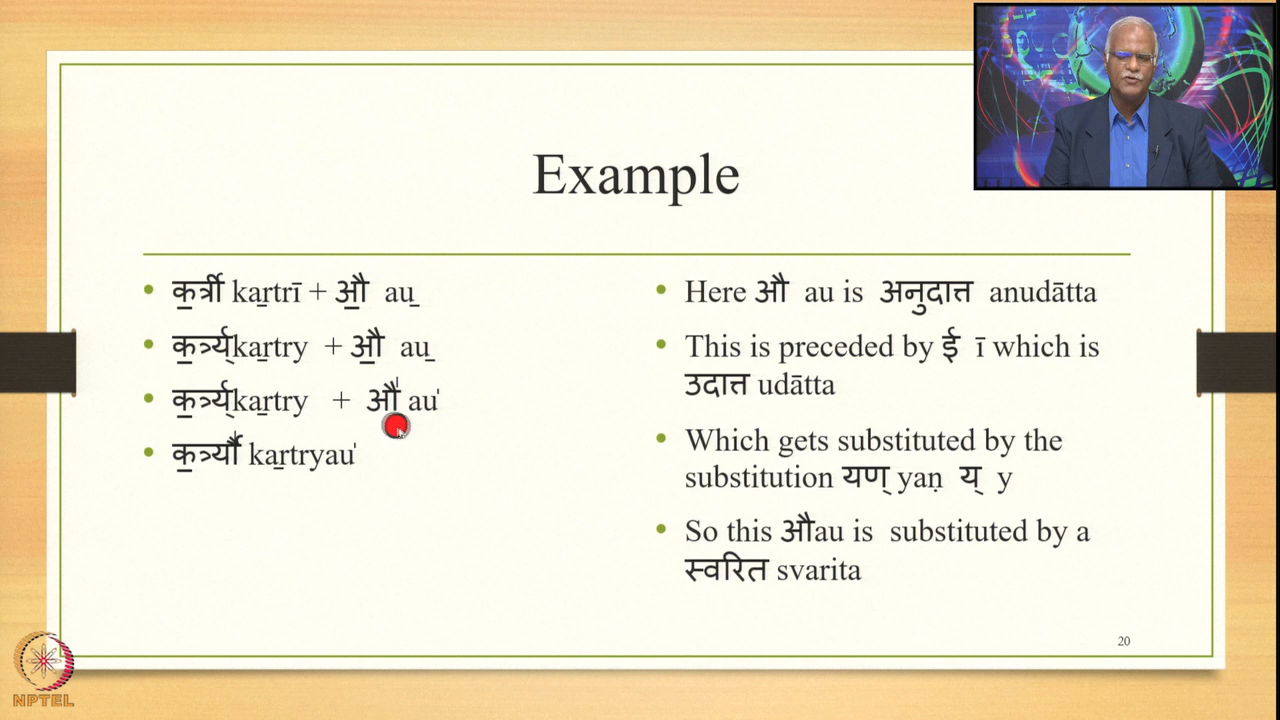 Example
• क॒र्त्री ka̱rtrī + औ॒ au̱
• क॒र्त्र्य् ka̱rtry + औ॒ au̱
• क॒र्त्र्य् ka̱rtry + औ॑ au̍
• क॒र्त्र्यौ॑ ka̱rtryau̍
• Here औ au is अनुदात्त anudātta
• This is preceded by ई ī which is
उदात्त udātta
• Which gets substituted by the
substitution यण् yaṇ य् y
• So this औau is substituted by a
स्वरित svarita
20
NPTEL